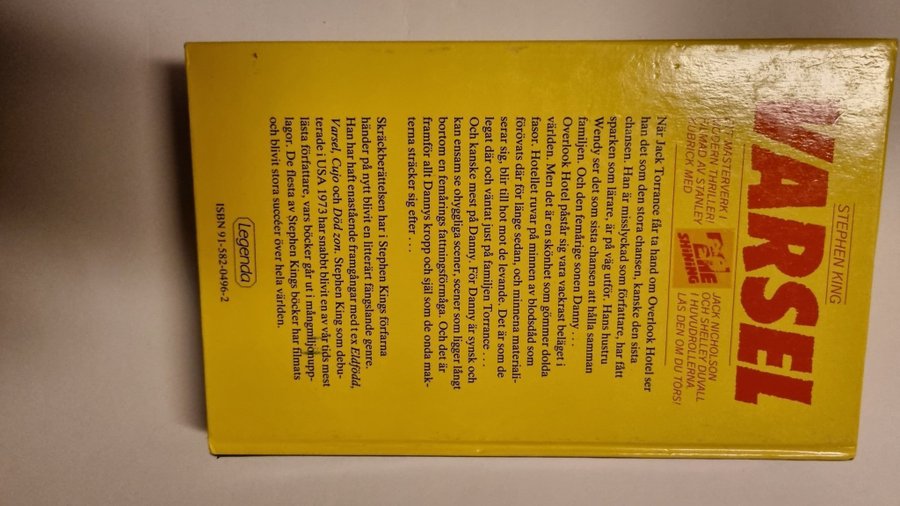 STEPHEN KING
VARSEL
ETT MÄSTERVERK I
MODERN THRILLER!
FILMAD AV STANLEY
KUBRICK MED
THE
SHINING
JACK NICHOLSON
OCH SHELLEY DUVALL
I HUVUDROLLERNA
LÄS DEN OM DU TÖRS!
När Jack Torrance får ta hand om Overlook Hotel ser
han det som den stora chansen, kanske den sista
chansen. Han är misslyckad som författare, har fått
sparken som lärare, är på väg utför. Hans hustru
Wendy ser det som sista chansen att hålla samman
familjen. Och den femårige sonen Danny . . .
Overlook Hotel påstår sig vara vackrast beläget i
världen. Men det är en skönhet som gömmer dolda
fasor. Hotellet ruvar på minnen av blodsdåd som
förövats där för länge sedan, och minnena materiali-
serar sig, blir till hot mot de levande. Det är som de
legat där och väntat just på familjen Torrance . . .
Och kanske mest på Danny. För Danny är synsk och
kan ensam se ohyggliga scener, scener som ligger långt
bortom en femårings fattningsförmåga. Och det är
framför allt Dannys kropp och själ som de onda mak-
terna sträcker sig efter . . .
Skräckberättelsen har i Stephen Kings förfarna
händer på nytt blivit en litterärt fängslande genre.
Han har haft enastående framgångar med t ex Eldfödd,
Varsel, Cujo och Död zon. Stephen King som debu-
terade i USA 1973 har snabbt blivit en av vår tids mest
lästa författare, vars böcker går ut i mångmiljonupp-
lagor. De flesta av Stephen Kings böcker har filmats
och blivit stora succéer över hela världen.
Legenda
ISBN 91-582-0496-2